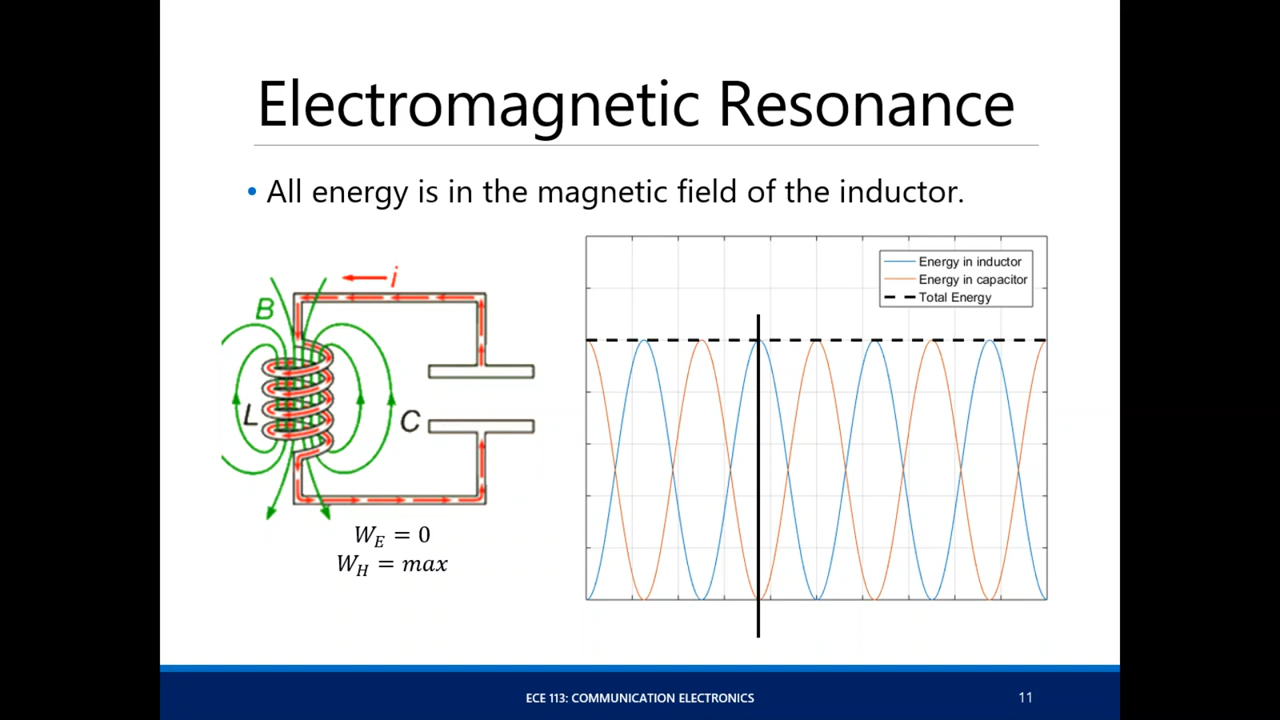 Electromagnetic Resonance
• All energy is in the magnetic field of the inductor.
i
B
L
C
W_E = 0
W_H = max
Energy in inductor
Energy in capacitor
Total Energy
ECE 113: COMMUNICATION ELECTRONICS
11